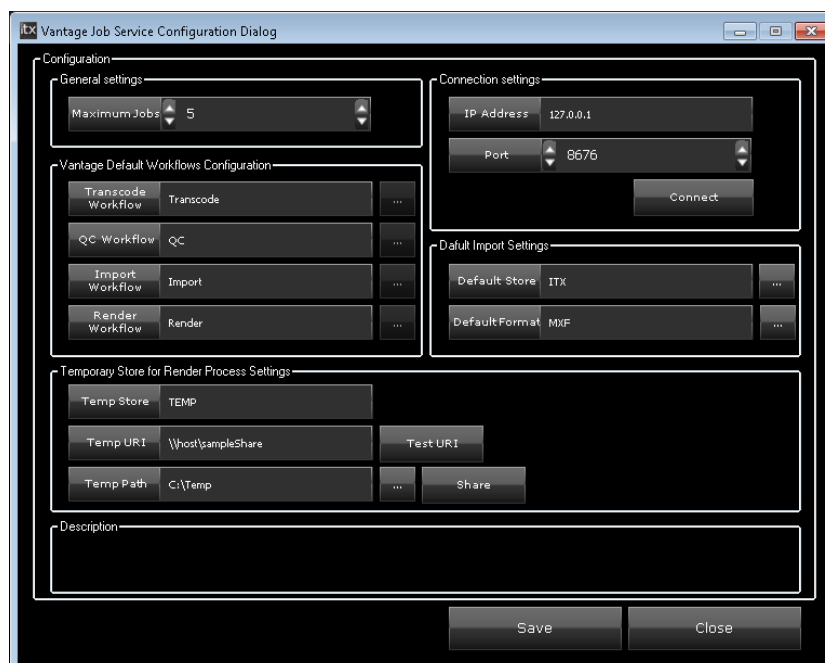 itx Vantage Job Service Configuration Dialog
Configuration
General settings
Maximum Jobs 5
Connection settings
IP Address 127.0.0.1
Port 8676
Connect
Vantage Default Workflows Configuration
Transcode
Workflow
Transcode ...
QC Workflow QC ...
Import
Workflow
Import ...
Render
Workflow
Render ...
Dafult Import Settings
Default Store ITX ...
Default Format MXF ...
Temporary Store for Render Process Settings
Temp Store TEMP
Temp URI \\host\sampleShare Test URI
Temp Path C:\Temp ... Share
Description
Save Close